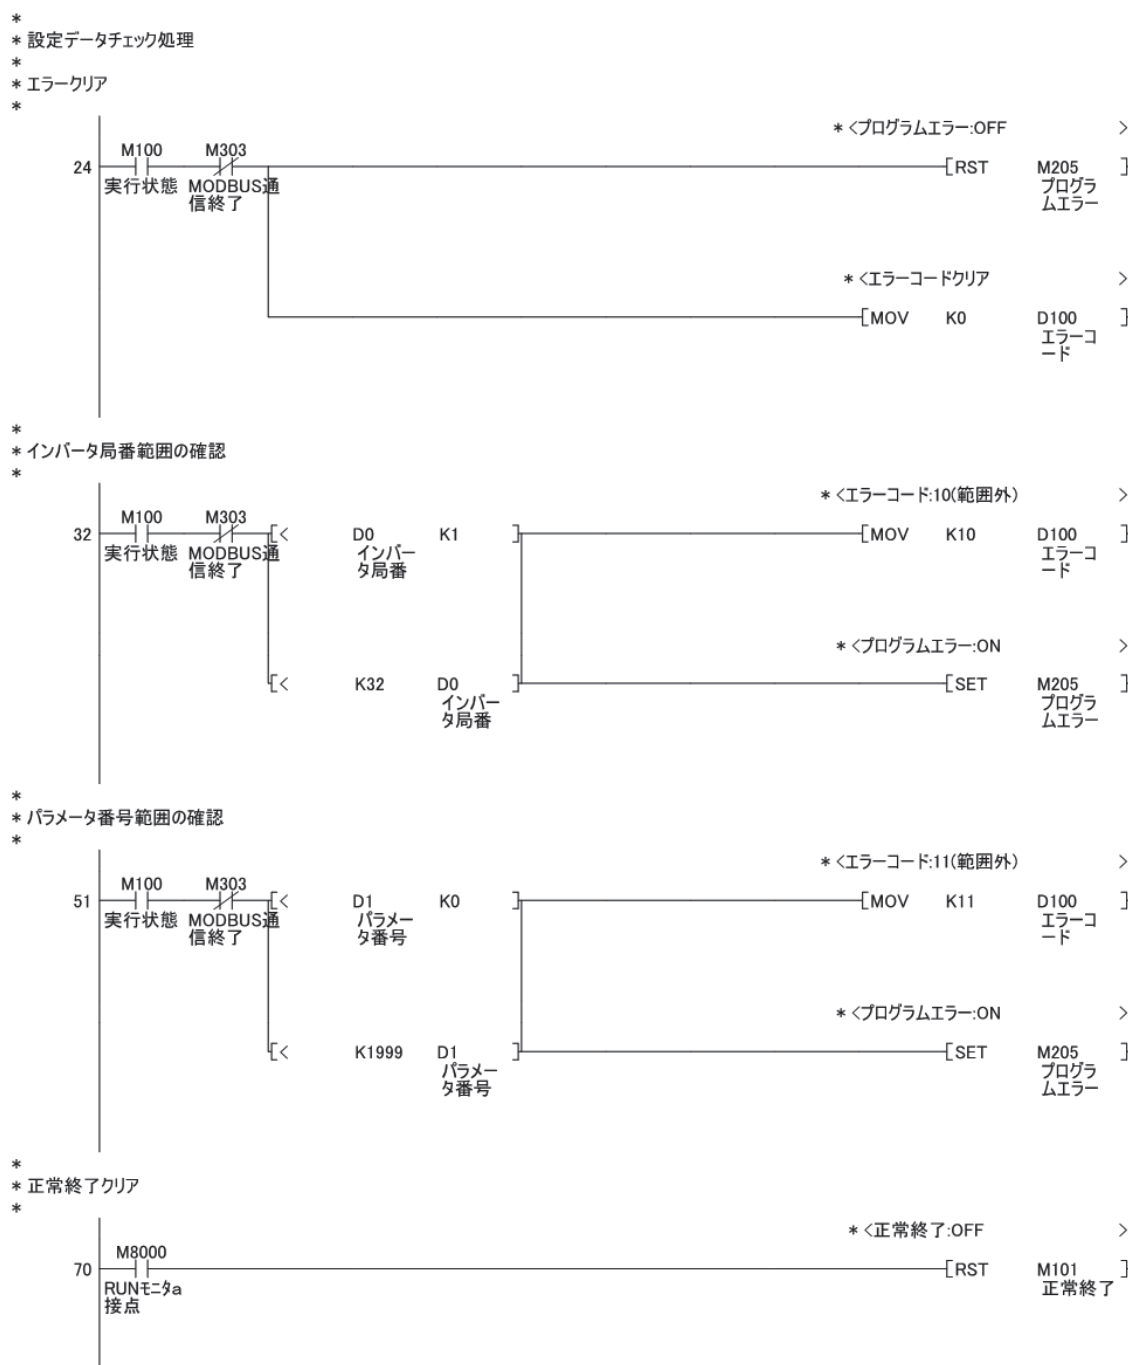 *
* 設定データチェック処理
*
* エラークリア
*
* <プログラムエラー:OFF >
M100 M303
24 [RST M205 ]
実行状態 MODBUS通 プログラ
信終了 ムエラー
* <エラーコードクリア >
[MOV K0 D100 ]
エラーコ
ード
*
* インバータ局番範囲の確認
*
* <エラーコード:10(範囲外) >
M100 M303
32 [< D0 K1 ] [MOV K10 D100 ]
実行状態 MODBUS通 インバー エラーコ
信終了 タ局番 ード
* <プログラムエラー:ON >
[< K32 D0 ] [SET M205 ]
インバー プログラ
タ局番 ムエラー
*
* パラメータ番号範囲の確認
*
* <エラーコード:11(範囲外) >
M100 M303
51 [< D1 K0 ] [MOV K11 D100 ]
実行状態 MODBUS通 パラメー エラーコ
信終了 タ番号 ード
* <プログラムエラー:ON >
[< K1999 D1 ] [SET M205 ]
パラメー プログラ
タ番号 ムエラー
*
* 正常終了クリア
*
* <正常終了:OFF >
M8000
70 [RST M101 ]
RUNモニタa 正常終了
接点